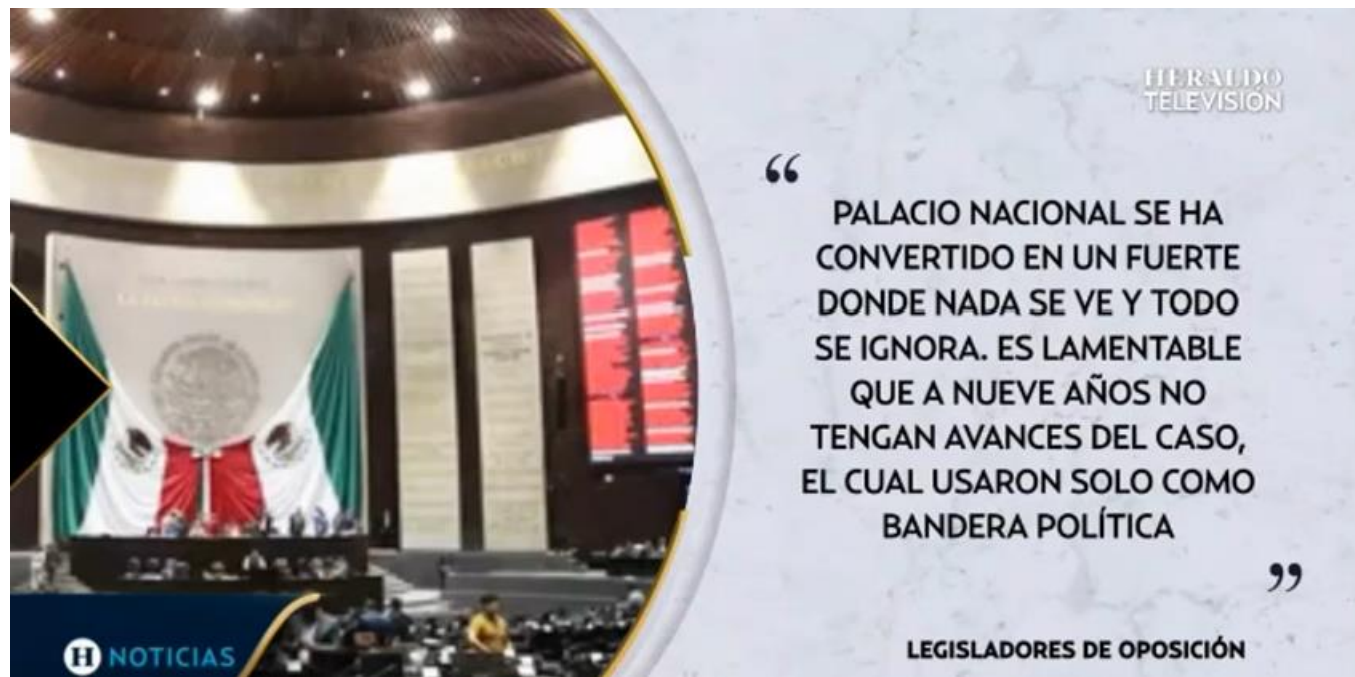 HERALDO
TELEVISIÓN
“
PALACIO NACIONAL SE HA
CONVERTIDO EN UN FUERTE
DONDE NADA SE VE Y TODO
SE IGNORA. ES LAMENTABLE
QUE A NUEVE AÑOS NO
TENGAN AVANCES DEL CASO,
EL CUAL USARON SOLO COMO
BANDERA POLÍTICA
”
LEGISLADORES DE OPOSICIÓN
H NOTICIAS